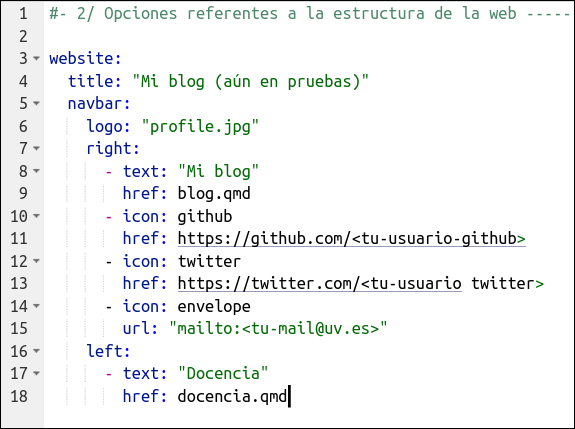 1 #- 2/ Opciones referentes a la estructura de la web -----
2
3 website:
4   title: "Mi blog (aún en pruebas)"
5   navbar:
6     logo: "profile.jpg"
7     right:
8       - text: "Mi blog"
9         href: blog.qmd
10       - icon: github
11         href: https://github.com/<tu-usuario-github>
12       - icon: twitter
13         href: https://twitter.com/<tu-usuario twitter>
14       - icon: envelope
15         url: "mailto:<tu-mail@uv.es>"
16     left:
17       - text: "Docencia"
18         href: docencia.qmd